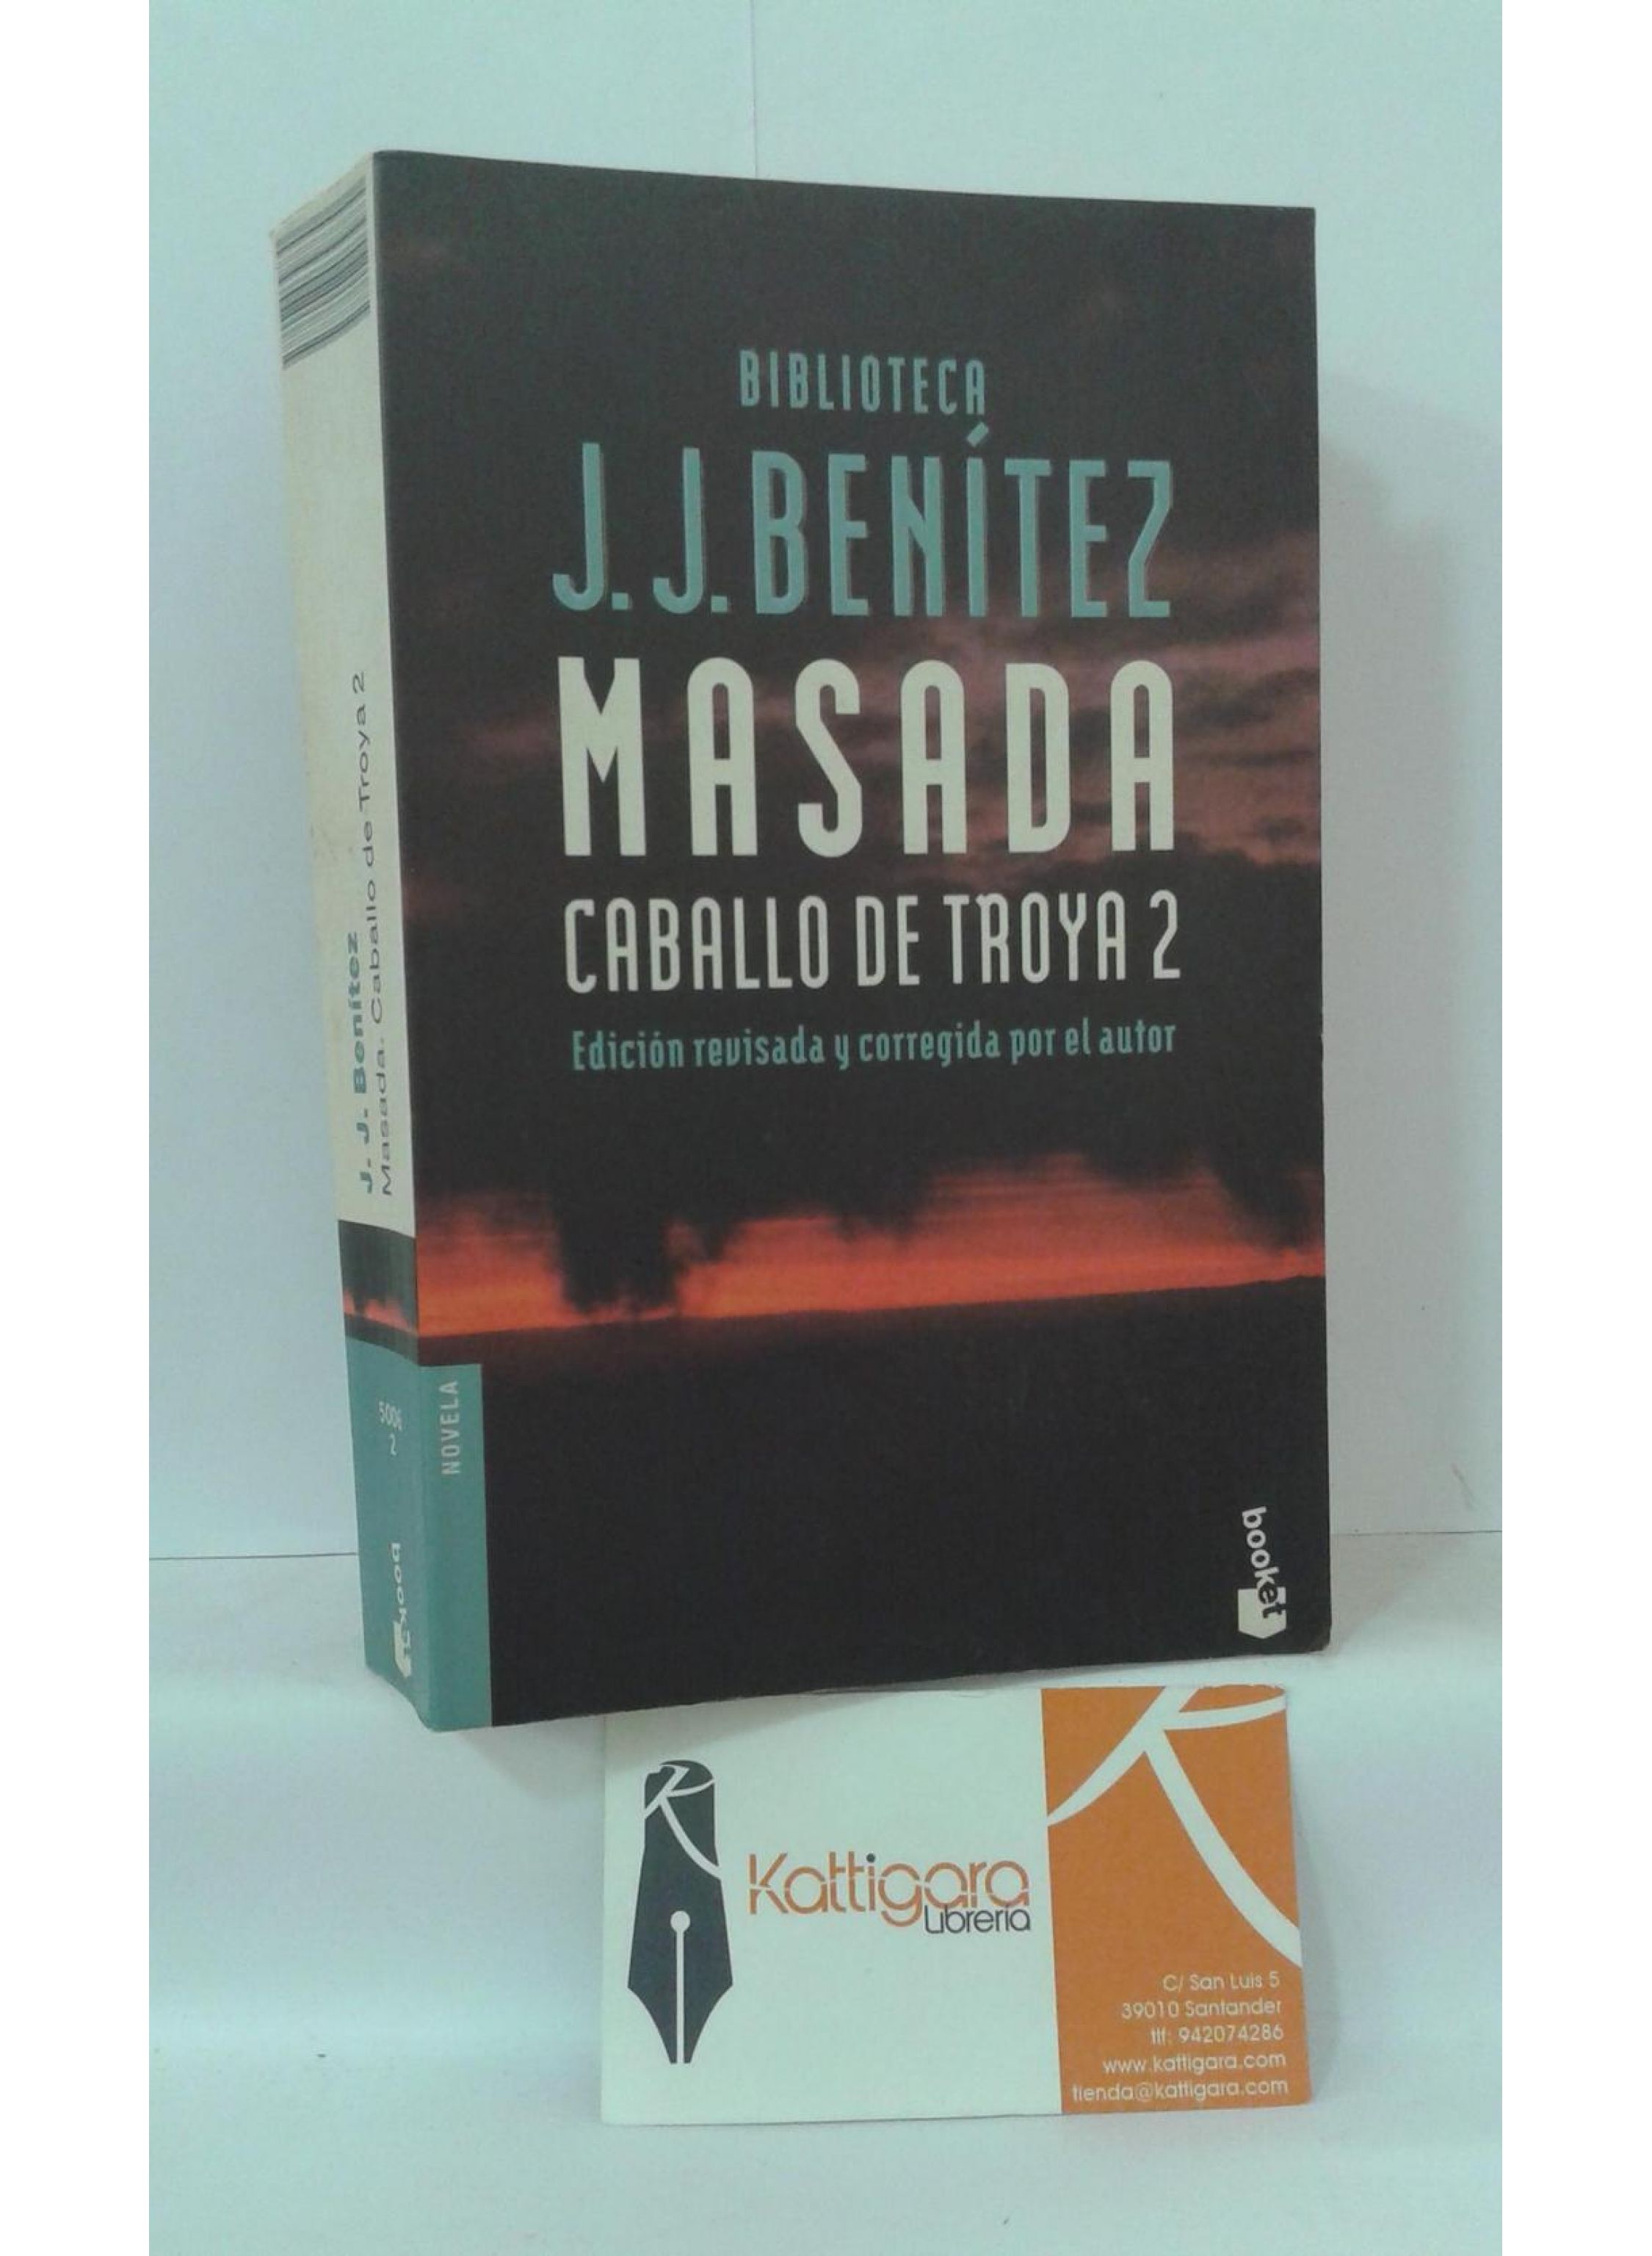 BIBLIOTECA
J. J. BENÍTEZ
MASADA
CABALLO DE TROYA 2
Edición revisada y corregida por el autor
NOVELA
booket
J. J. Benítez
Masada. Caballo de Troya 2
2
booket
Kattigara
Librería
C/ San Luis 5
39010 Santander
tlf: 942074286
www.kattigara.com
tienda@kattigara.com